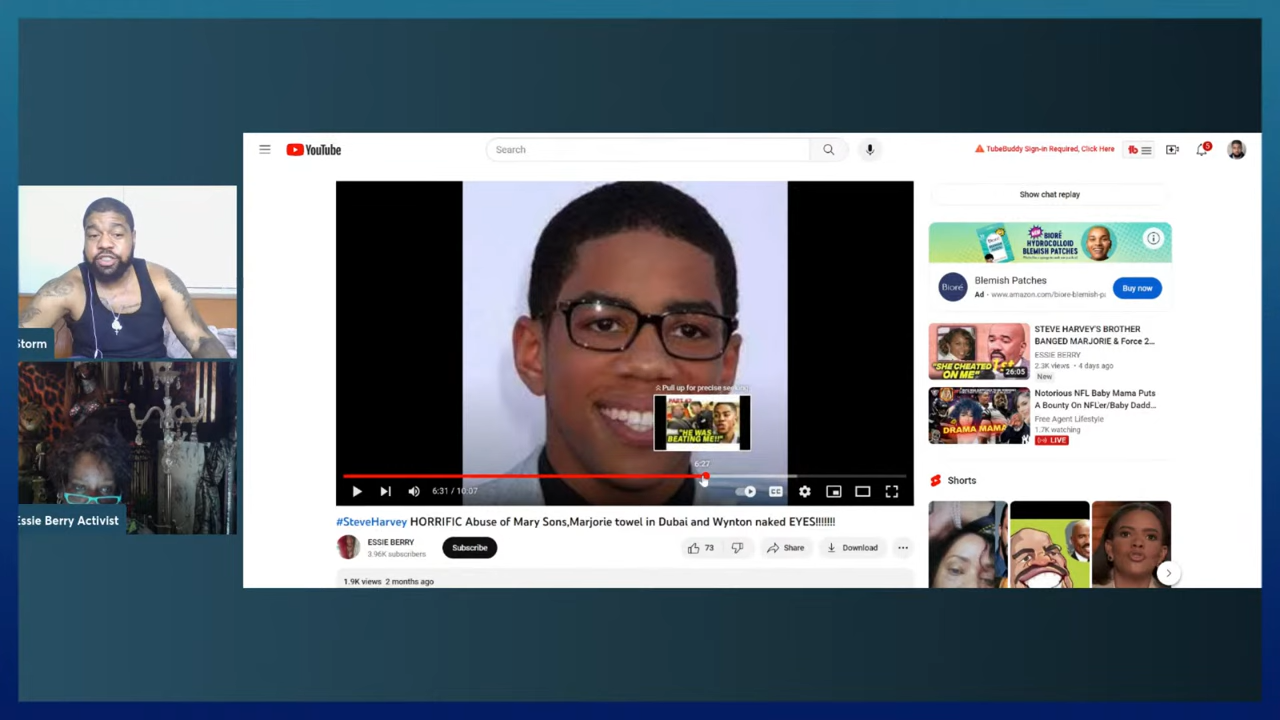 YouTube
Search
TubeBuddy Sign-in Required, Click Here
5
Show chat replay
BIORÉ
HYDROCOLLOID
BLEMISH PATCHES
Bioré
Blemish Patches
Ad · www.amazon.com/biore-blemish-p
Buy now
Storm
"SHE CHEATED
ON ME"
26:05
STEVE HARVEY'S BROTHER
BANGED MARJORIE & Force 2...
ESSIE BERRY
2.3K views • 4 days ago
New
DRAMA MAMA
Notorious NFL Baby Mama Puts
A Bounty On NFL'er/Baby Dadd...
Free Agent Lifestyle
1.7K watching
LIVE
Pull up for precise seeking
"HE WAS
BEATING ME!!"
6:27
6:31 / 10:07
CC
Shorts
Essie Berry Activist
#SteveHarvey HORRIFIC Abuse of Mary Sons,Marjorie towel in Dubai and Wynton naked EYES!!!!!!!
ESSIE BERRY
3.96K subscribers
Subscribe
73
Share
Download
1.9K views 2 months ago